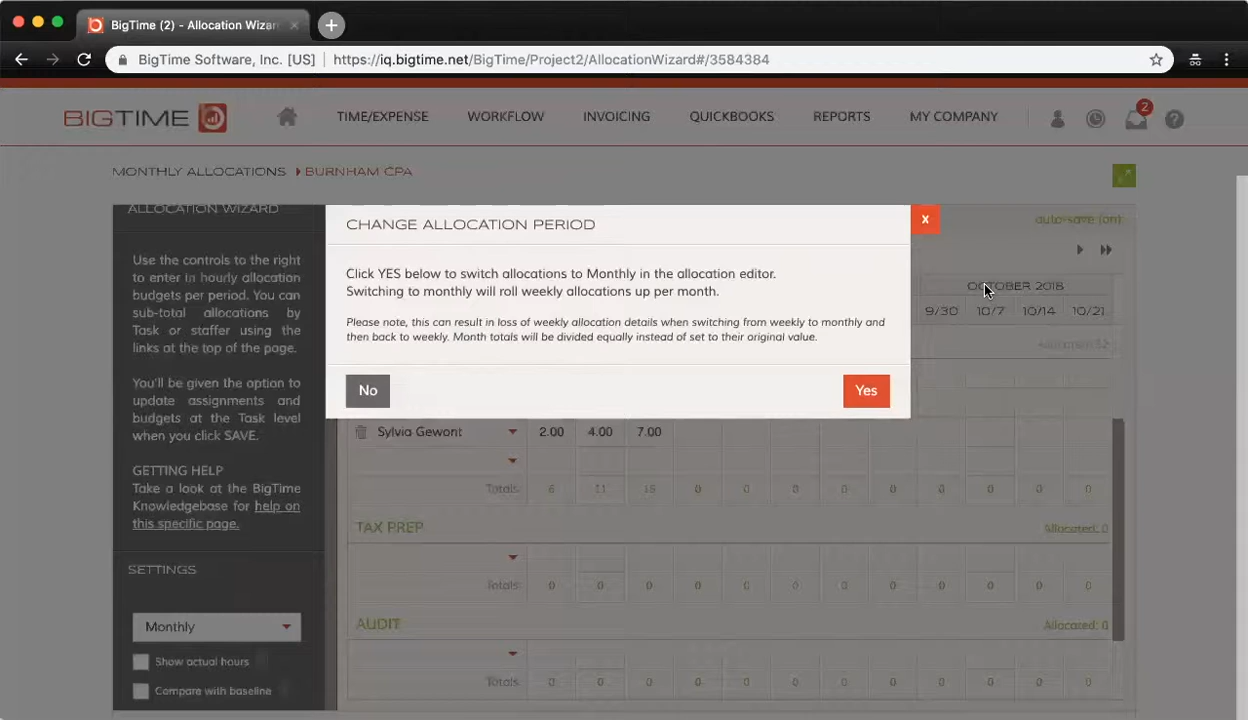 BigTime (2) - Allocation Wizar
BigTime Software, Inc. [US] https://iq.bigtime.net/BigTime/Project2/AllocationWizard#/3584384
BIGTIME
TIME/EXPENSE WORKFLOW INVOICING QUICKBOOKS REPORTS MY COMPANY 2
MONTHLY ALLOCATIONS BURNHAM CPA
ALLOCATION WIZARD
Use the controls to the right
to enter in hourly allocation
budgets per period. You can
sub-total allocations by
Task or staffer using the
links at the top of the page.
You'll be given the option to
update assignments and
budgets at the Task level
when you click SAVE.
GETTING HELP
Take a look at the BigTime
Knowledgebase for help on
this specific page.
SETTINGS
Monthly
Show actual hours
Compare with baseline
CHANGE ALLOCATION PERIOD
x
Click YES below to switch allocations to Monthly in the allocation editor.
Switching to monthly will roll weekly allocations up per month.
Please note, this can result in loss of weekly allocation details when switching from weekly to monthly and
then back to weekly. Month totals will be divided equally instead of set to their original value.
No Yes
auto-save (on)
OCTOBER 2018
9/30 10/7 10/14 10/21
Sylvia Gewont 2.00 4.00 7.00
Totals: 6 11 15 0 0 0 0 0 0 0 0 0
TAX PREP Allocated: 0
Totals: 0 0 0 0 0 0 0 0 0 0 0 0
AUDIT Allocated: 0
Totals: 0 0 0 0 0 0 0 0 0 0 0 0